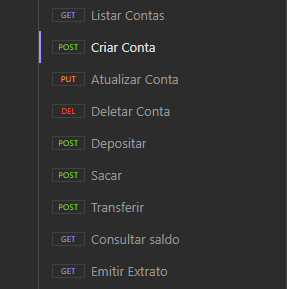 GET Listar Contas
POST Criar Conta
PUT Atualizar Conta
DEL Deletar Conta
POST Depositar
POST Sacar
POST Transferir
GET Consultar saldo
GET Emitir Extrato